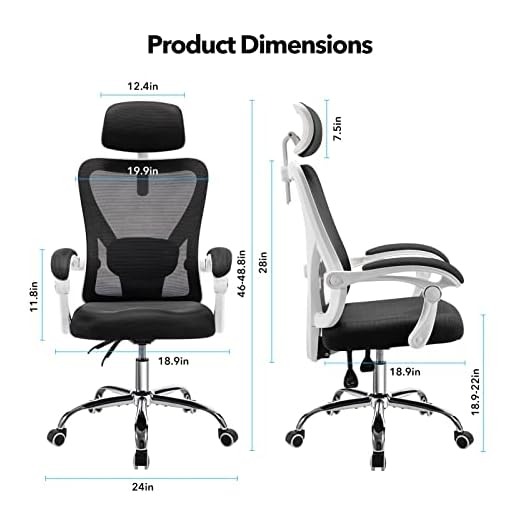 Product Dimensions
12.4in
7.5in
19.9in
46-48.8in
28in
11.8in
18.9in
18.9in
18.9-22in
24in